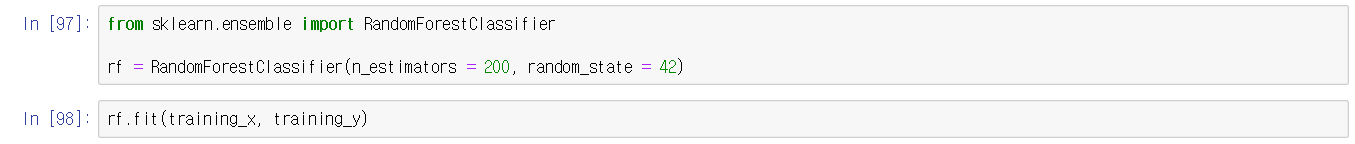 In [97]: from sklearn.ensemble import RandomForestClassifier
rf = RandomForestClassifier(n_estimators = 200, random_state = 42)
In [98]: rf.fit(training_x, training_y)